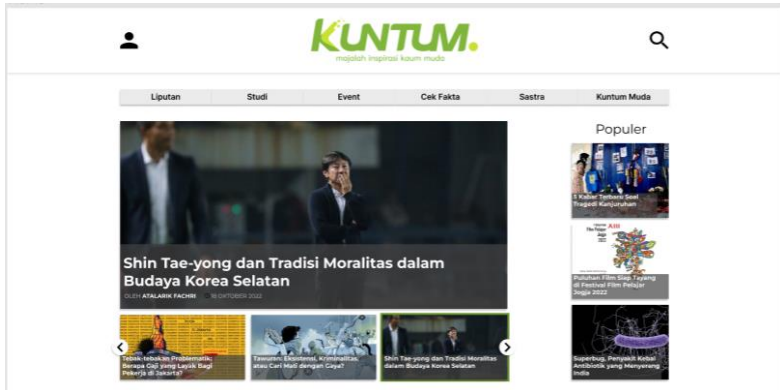 KUNTUM.
majalah inspirasi kaum muda
Liputan
Studi
Event
Cek Fakta
Sastra
Kuntum Muda
Shin Tae-yong dan Tradisi Moralitas dalam
Budaya Korea Selatan
OLEH ATALARIK FACHRI
18 OKTOBER 2022
Tebak-tebakan Problematik:
Berapa Gaji yang Layak Bagi
Pekerja di Jakarta?
Tawuran: Eksistensi, Kriminalitas,
atau Cari Mati dengan Gaya?
Shin Tae-yong dan Tradisi Moralitas
dalam Budaya Korea Selatan
Populer
5 Kabar Terbaru Soal
Tragedi Kanjuruhan
Puluhan Film Siap Tayang
di Festival Film Pelajar
Jogja 2022
Superbug, Penyakit Kebal
Antibiotik yang Menyerang
India